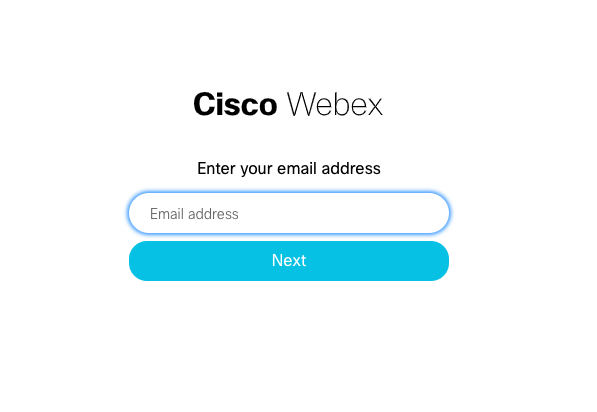 Cisco Webex
Enter your email address
Email address
Next